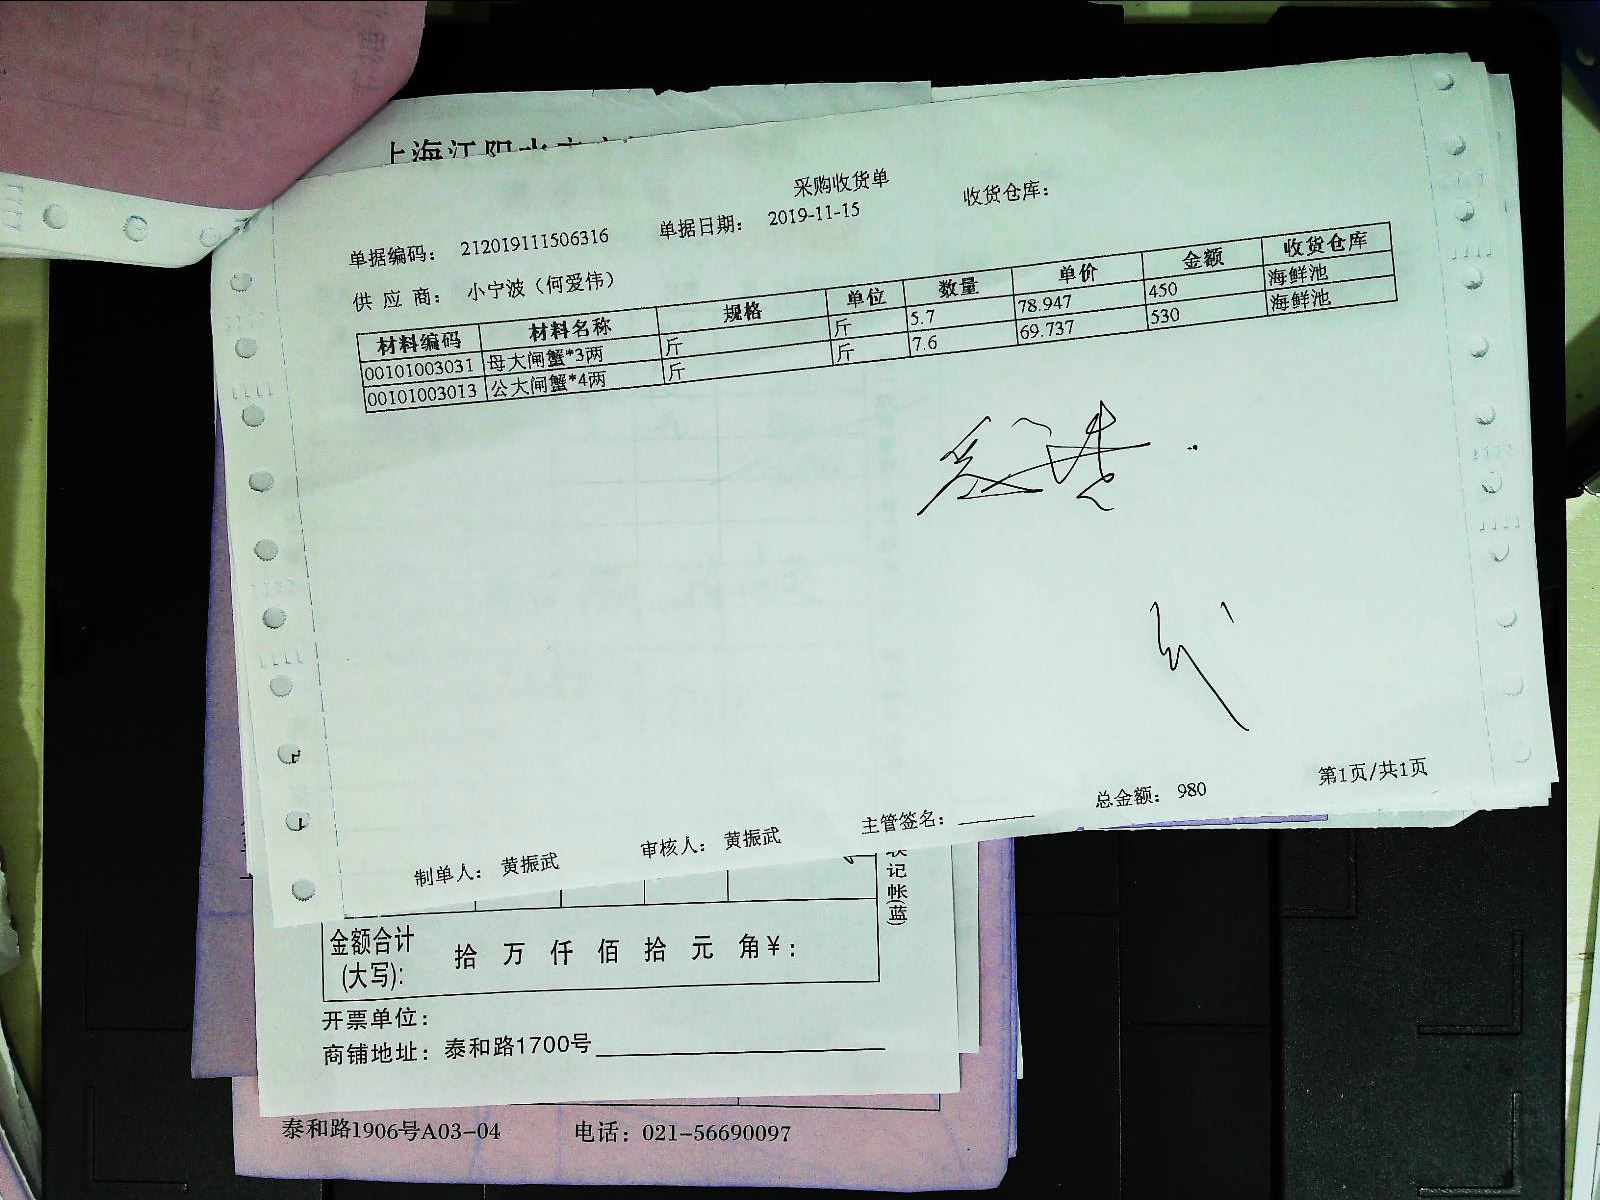 采购收货单
单据编码： 212019111506316 单据日期： 2019-11-15 收货仓库：
供 应 商： 小宁波（何爱伟）
材料编码 材料名称 规格 单位 数量 单价 金额 收货仓库
00101003031 母大闸蟹*3两 斤 斤 5.7 78.947 450 海鲜池
00101003013 公大闸蟹*4两 斤 斤 7.6 69.737 530 海鲜池
制单人： 黄振武 审核人： 黄振武 主管签名： 总金额： 980 第1页/共1页
记帐(蓝)
金额合计
(大写)： 拾 万 仟 佰 拾 元 角¥：
开票单位：
商铺地址：泰和路1700号
泰和路1906号A03-04 电话：021-56690097